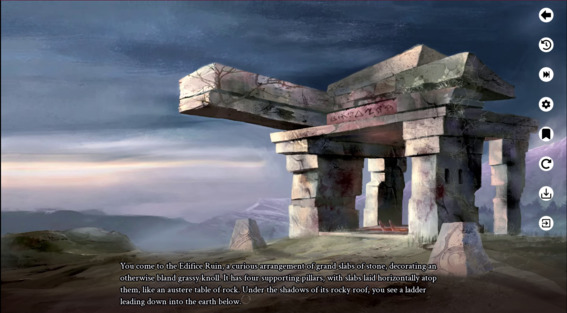 You come to the Edifice Ruin, a curious arrangement of grand slabs of stone, decorating an
otherwise bland grassy knoll. It has four supporting pillars, with slabs laid horizontally atop
them, like an austere table of rock. Under the shadows of its rocky roof, you see a ladder
leading down into the earth below.